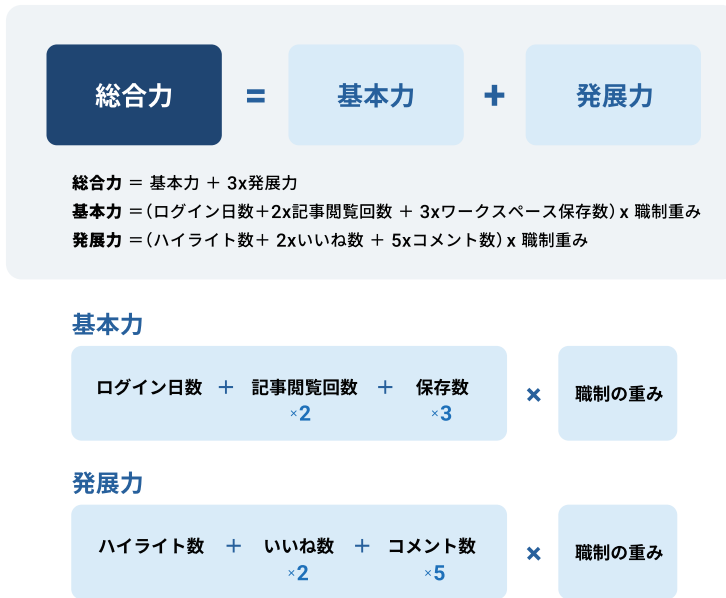 総合力 = 基本力 + 発展力
総合力 = 基本力 + 3x発展力
基本力 =(ログイン日数+2x記事閲覧回数 + 3xワークスペース保存数) x 職制重み
発展力 =(ハイライト数+ 2xいいね数 + 5xコメント数) x 職制重み
基本力
ログイン日数 + 記事閲覧回数 + 保存数 × 職制の重み
×2 ×3
発展力
ハイライト数 + いいね数 + コメント数 × 職制の重み
×2 ×5